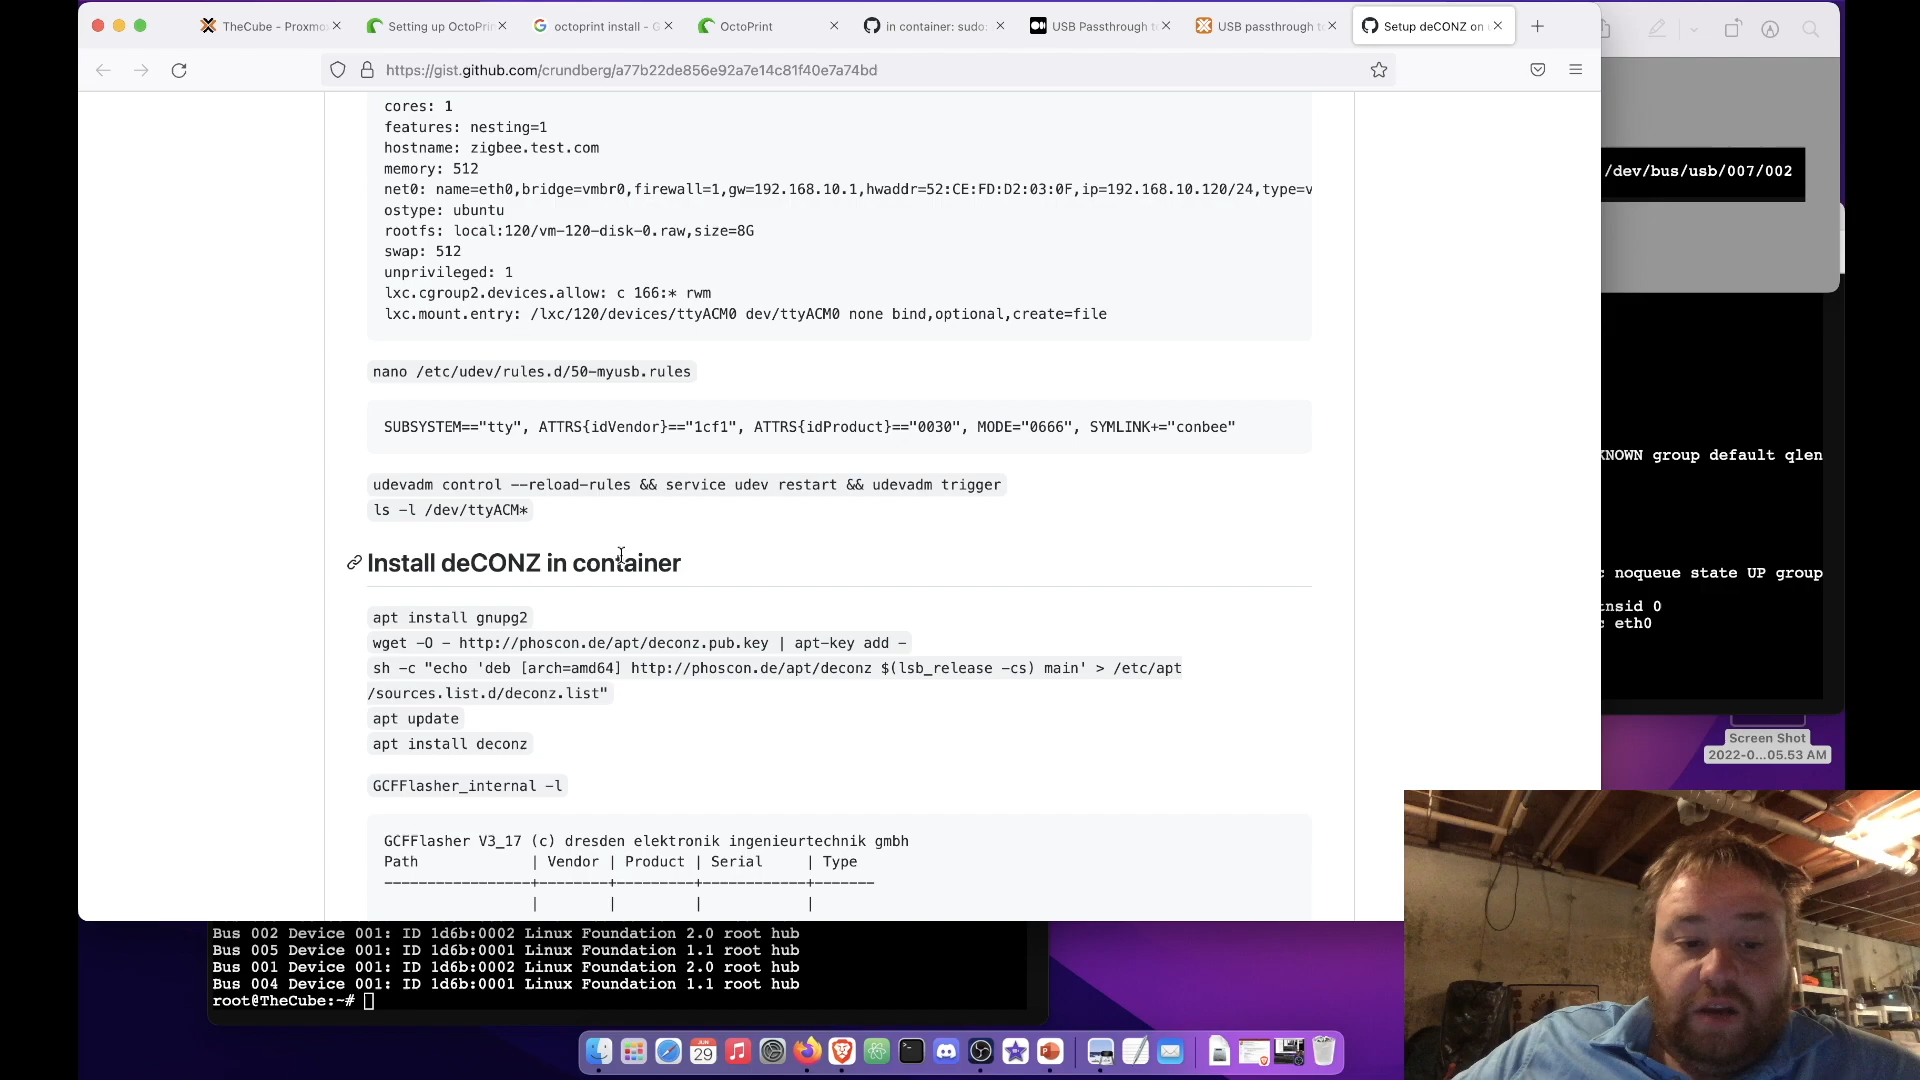 TheCube - Proxmo
Setting up OctoPrin
octoprint install - G
OctoPrint
in container: sudo:
USB Passthrough t
USB passthrough t
Setup deCONZ on
https://gist.github.com/crundberg/a77b22de856e92a7e14c81f40e7a74bd
cores: 1
features: nesting=1
hostname: zigbee.test.com
memory: 512
net0: name=eth0,bridge=vmbr0,firewall=1,gw=192.168.10.1,hwaddr=52:CE:FD:D2:03:0F,ip=192.168.10.120/24,type=v
ostype: ubuntu
rootfs: local:120/vm-120-disk-0.raw,size=8G
swap: 512
unprivileged: 1
lxc.cgroup2.devices.allow: c 166:* rwm
lxc.mount.entry: /lxc/120/devices/ttyACM0 dev/ttyACM0 none bind,optional,create=file
nano /etc/udev/rules.d/50-myusb.rules
SUBSYSTEM=="tty", ATTRS{idVendor}=="1cf1", ATTRS{idProduct}=="0030", MODE="0666", SYMLINK+="conbee"
udevadm control --reload-rules && service udev restart && udevadm trigger
ls -l /dev/ttyACM*
Install deCONZ in container
apt install gnupg2
wget -O - http://phoscon.de/apt/deconz.pub.key | apt-key add -
sh -c "echo 'deb [arch=amd64] http://phoscon.de/apt/deconz $(lsb_release -cs) main' > /etc/apt
/sources.list.d/deconz.list"
apt update
apt install deconz
GCFFlasher_internal -l
GCFFlasher V3_17 (c) dresden elektronik ingenieurtechnik gmbh
Path | Vendor | Product | Serial | Type
-----------------+--------+---------+------------+-------
| | | |
/dev/bus/usb/007/002
KNOWN group default qlen
c noqueue state UP group
tnsid 0
c eth0
Screen Shot
2022-0...05.53 AM
Bus 002 Device 001: ID 1d6b:0002 Linux Foundation 2.0 root hub
Bus 005 Device 001: ID 1d6b:0001 Linux Foundation 1.1 root hub
Bus 001 Device 001: ID 1d6b:0002 Linux Foundation 2.0 root hub
Bus 004 Device 001: ID 1d6b:0001 Linux Foundation 1.1 root hub
root@TheCube:~#
JUN
29